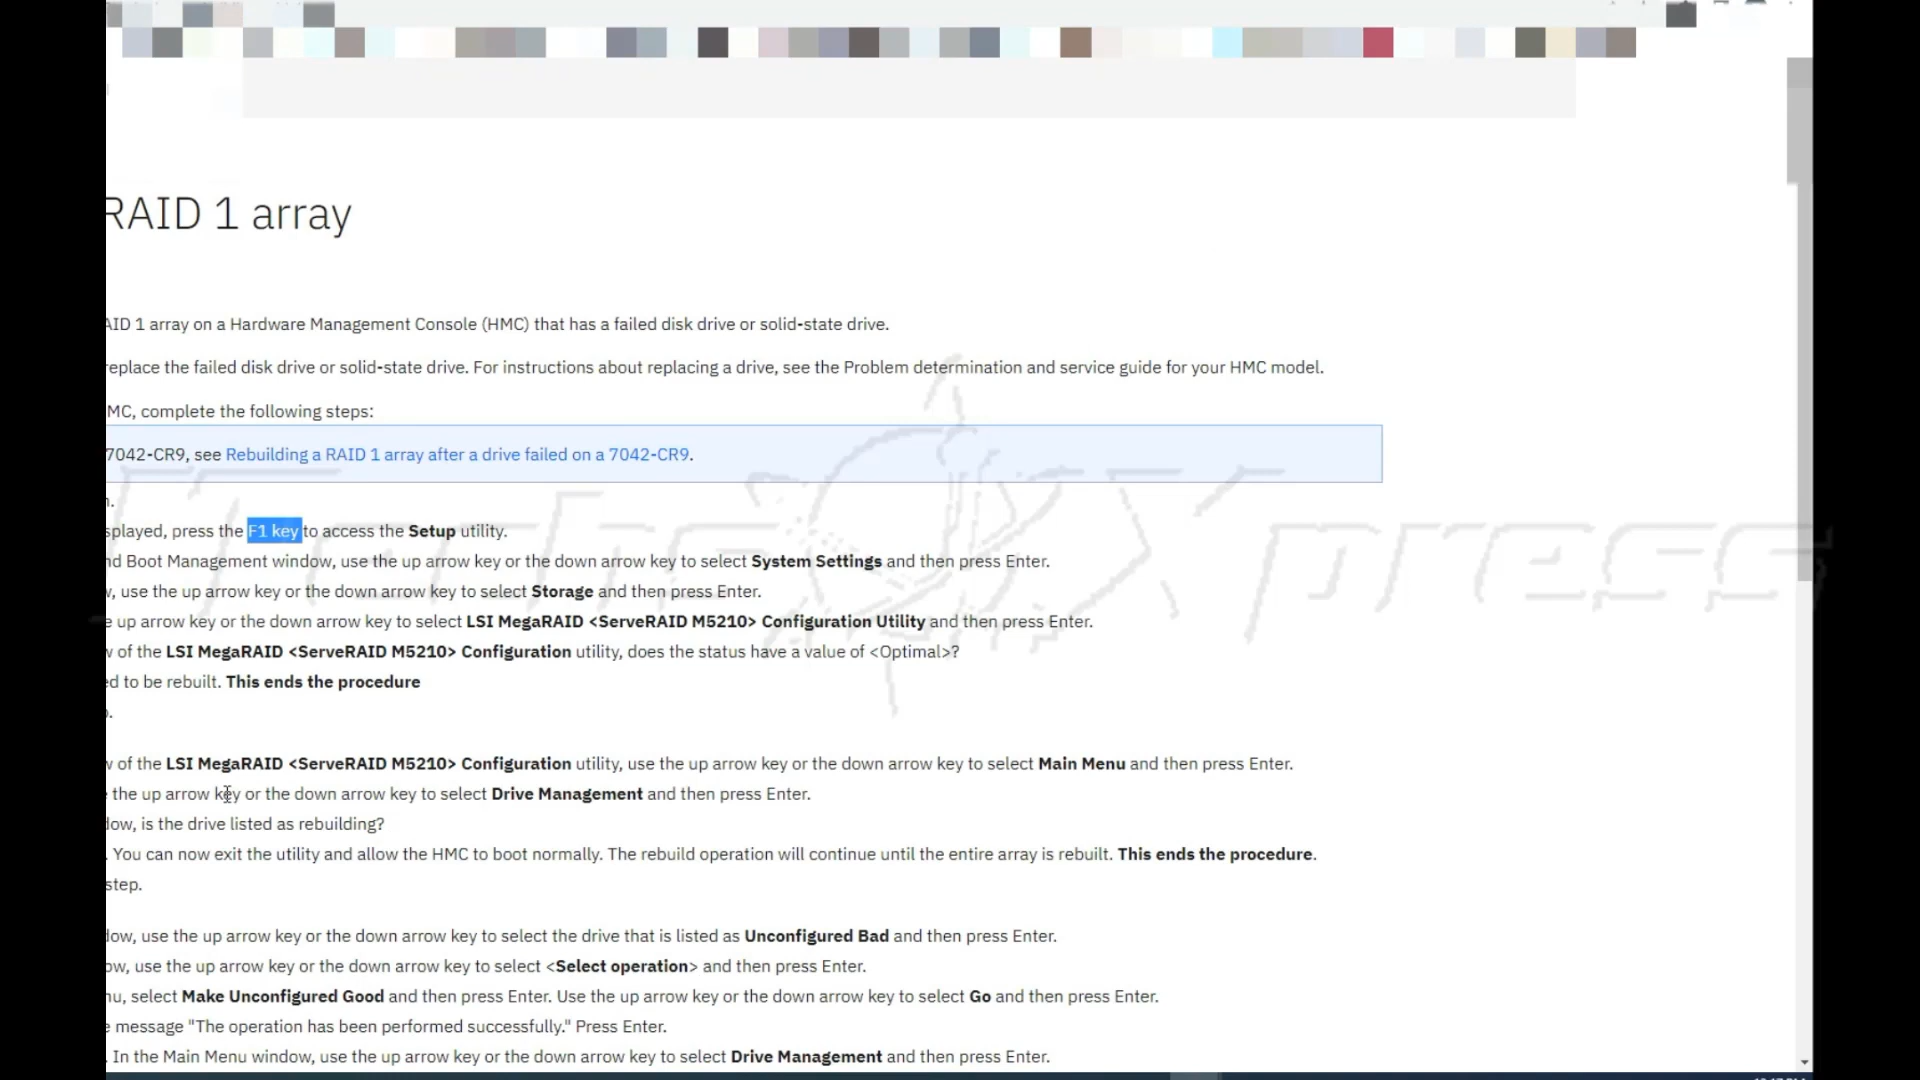 RAID 1 array
AID 1 array on a Hardware Management Console (HMC) that has a failed disk drive or solid-state drive.
replace the failed disk drive or solid-state drive. For instructions about replacing a drive, see the Problem determination and service guide for your HMC model.
MC, complete the following steps:
7042-CR9, see Rebuilding a RAID 1 array after a drive failed on a 7042-CR9.
splayed, press the F1 key to access the Setup utility.
nd Boot Management window, use the up arrow key or the down arrow key to select System Settings and then press Enter.
, use the up arrow key or the down arrow key to select Storage and then press Enter.
e up arrow key or the down arrow key to select LSI MegaRAID <ServeRAID M5210> Configuration Utility and then press Enter.
w of the LSI MegaRAID <ServeRAID M5210> Configuration utility, does the status have a value of <Optimal>?
ed to be rebuilt. This ends the procedure
w of the LSI MegaRAID <ServeRAID M5210> Configuration utility, use the up arrow key or the down arrow key to select Main Menu and then press Enter.
the up arrow key or the down arrow key to select Drive Management and then press Enter.
dow, is the drive listed as rebuilding?
. You can now exit the utility and allow the HMC to boot normally. The rebuild operation will continue until the entire array is rebuilt. This ends the procedure.
step.
dow, use the up arrow key or the down arrow key to select the drive that is listed as Unconfigured Bad and then press Enter.
ow, use the up arrow key or the down arrow key to select <Select operation> and then press Enter.
nu, select Make Unconfigured Good and then press Enter. Use the up arrow key or the down arrow key to select Go and then press Enter.
e message "The operation has been performed successfully." Press Enter.
. In the Main Menu window, use the up arrow key or the down arrow key to select Drive Management and then press Enter.